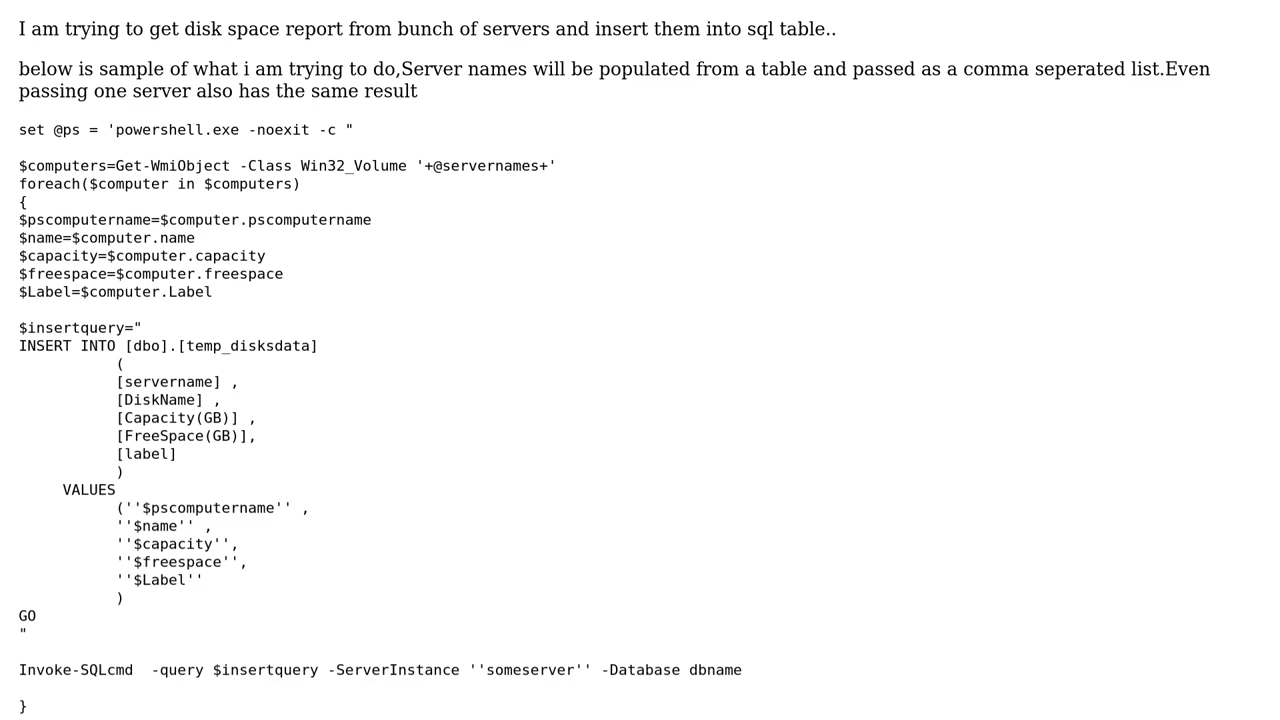 I am trying to get disk space report from bunch of servers and insert them into sql table..
below is sample of what i am trying to do,Server names will be populated from a table and passed as a comma seperated list.Even
passing one server also has the same result
set @ps = 'powershell.exe -noexit -c "
$computers=Get-WmiObject -Class Win32_Volume '+@servernames+'
foreach($computer in $computers)
{
$pscomputername=$computer.pscomputername
$name=$computer.name
$capacity=$computer.capacity
$freespace=$computer.freespace
$Label=$computer.Label
$insertquery="
INSERT INTO [dbo].[temp_disksdata]
(
[servername] ,
[DiskName] ,
[Capacity(GB)] ,
[FreeSpace(GB)],
[label]
)
VALUES
(''$pscomputername'' ,
''$name'' ,
''$capacity'',
''$freespace'',
''$Label''
)
GO
"
Invoke-SQLcmd  -query $insertquery -ServerInstance ''someserver'' -Database dbname
}